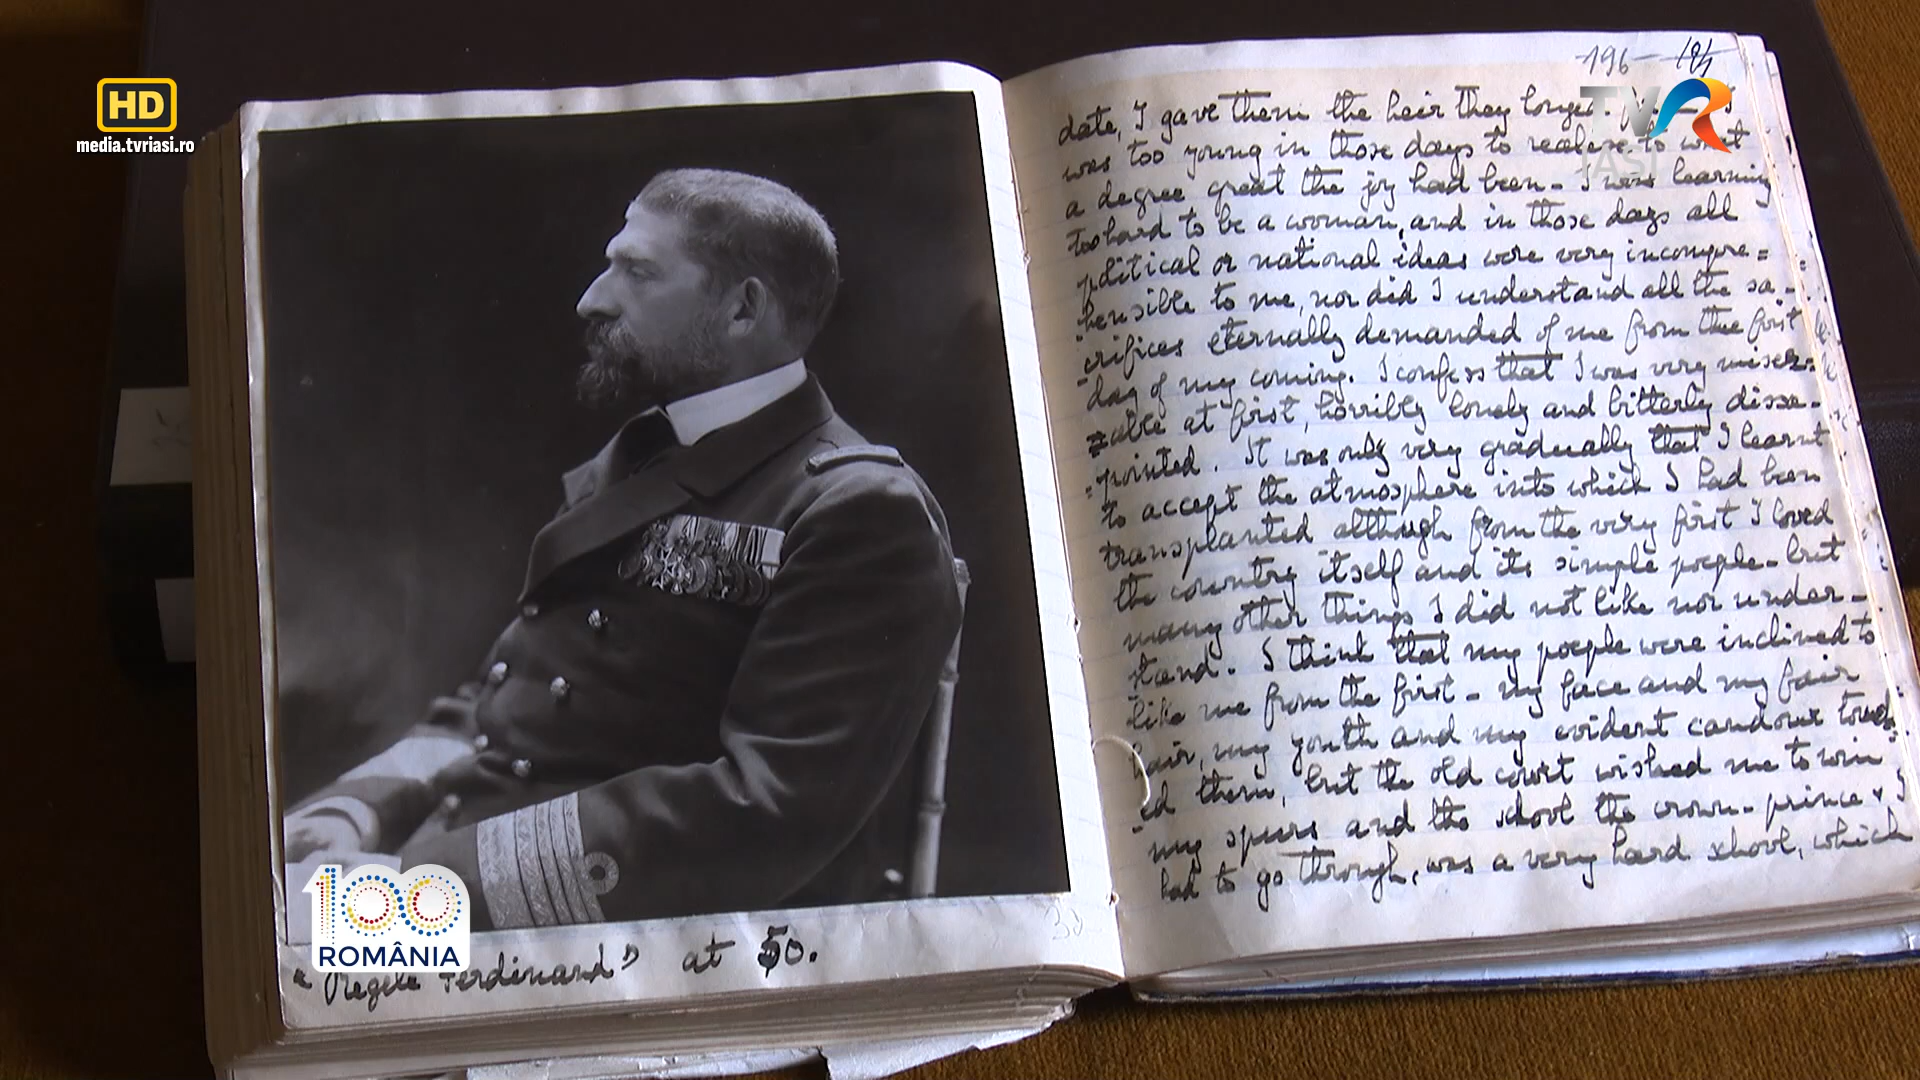 HD
media.tvriasi.ro
TVR
IAȘI
100
ROMÂNIA
"Regele Ferdinand" at 50.
196
date, I gave them the heir they longed
was too young in those days to realese to what
a degree great the joy had been - I was learning
too hard to be a woman, and in those days all
political or national ideas were very incompre=
hensible to me, nor did I understand all the sa-
crifices eternally demanded of me from the first
day of my coming. I confess that I was very miser=
=able at first, horribly lonely and bitterly disse-
=pointed. It was only very gradually that I learnt
to accept the atmosphere into which I had been
transplanted although from the very first I loved
the country itself and its simple people - but
many other things I did not like nor under-
stand. I think that my people were inclined to
like me from the first - my face and my fair
hair, my youth and my evident candour touch
-ed them, but the old court wished me to win
my spurs and the school the crown-prince & I
had to go through, was a very hard school, which